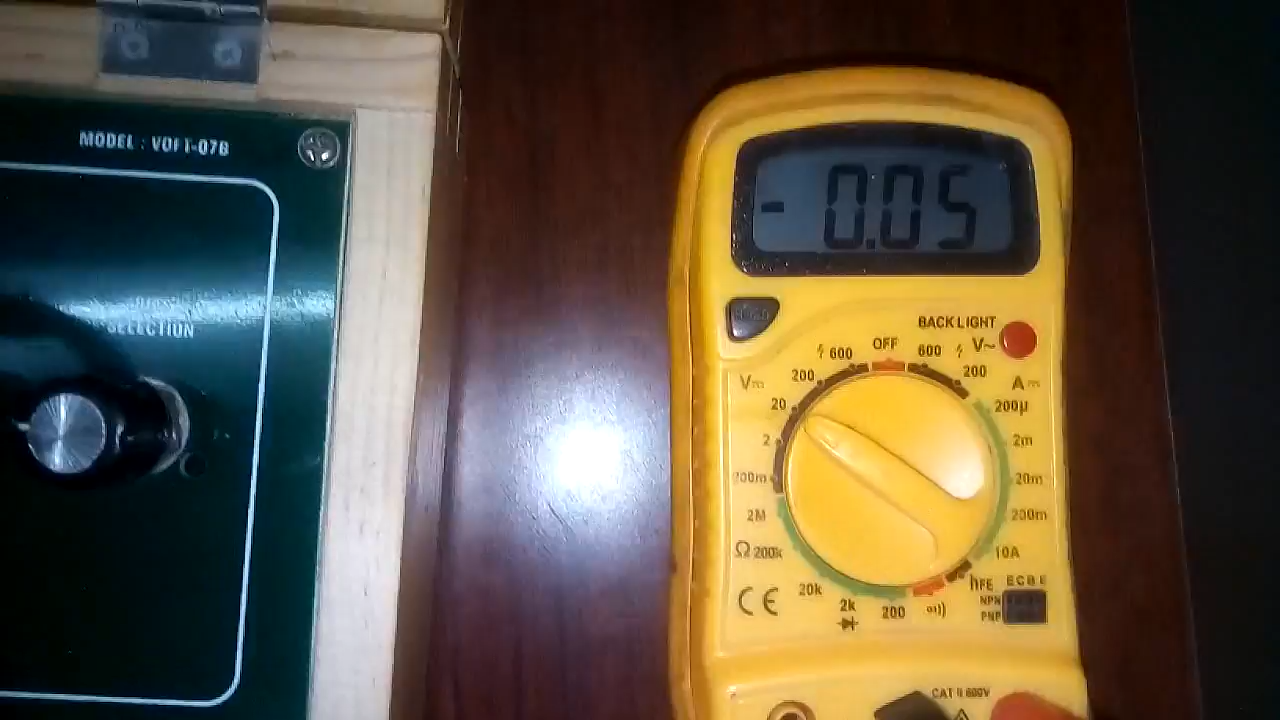 MODEL : VOFT-07B
SELECTION
- 0.05
BACK LIGHT
OFF
600
600
V~
200
200
V
A
20
200µ
2
2m
200m
20m
2M
200m
Ω 200k
10A
20k
2k
200
hFE
E C B E
NPN
PNP
CE
CAT II 600V